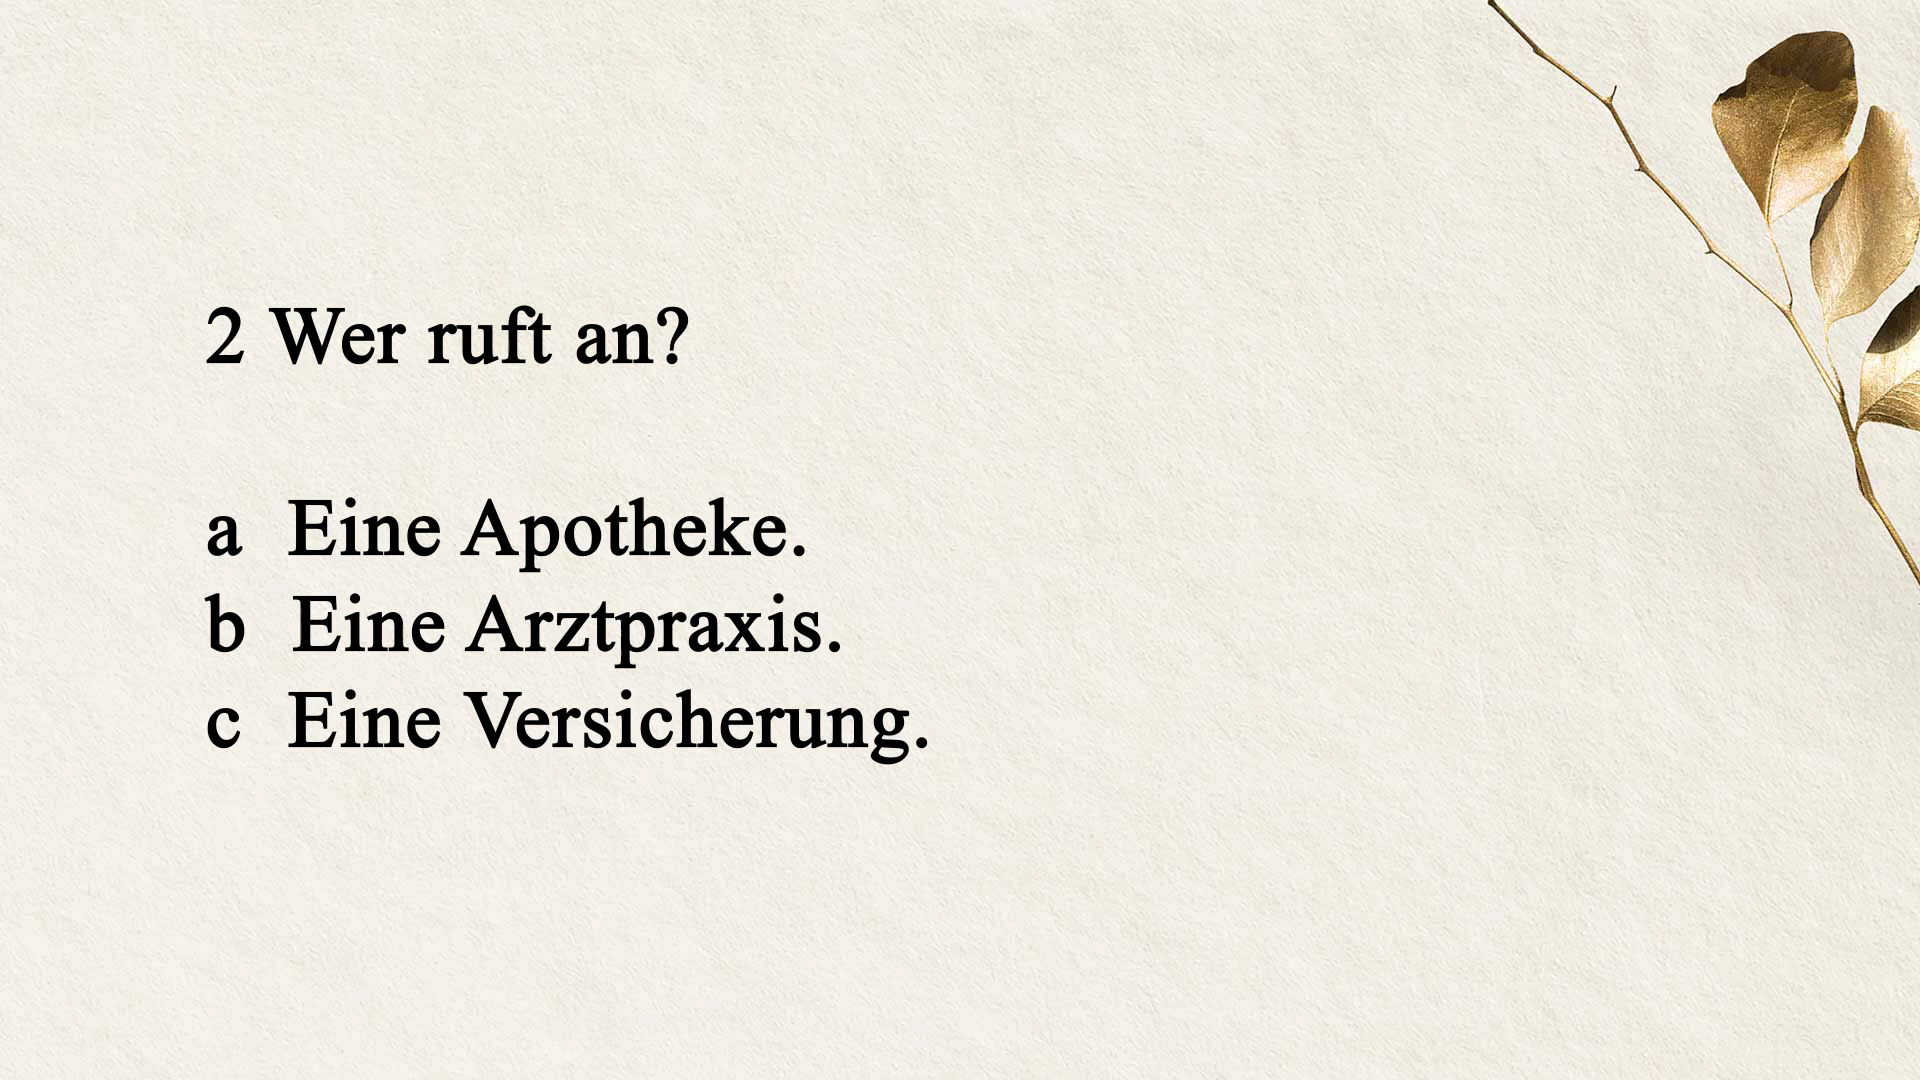 2 Wer ruft an?
a Eine Apotheke.
b Eine Arztpraxis.
c Eine Versicherung.